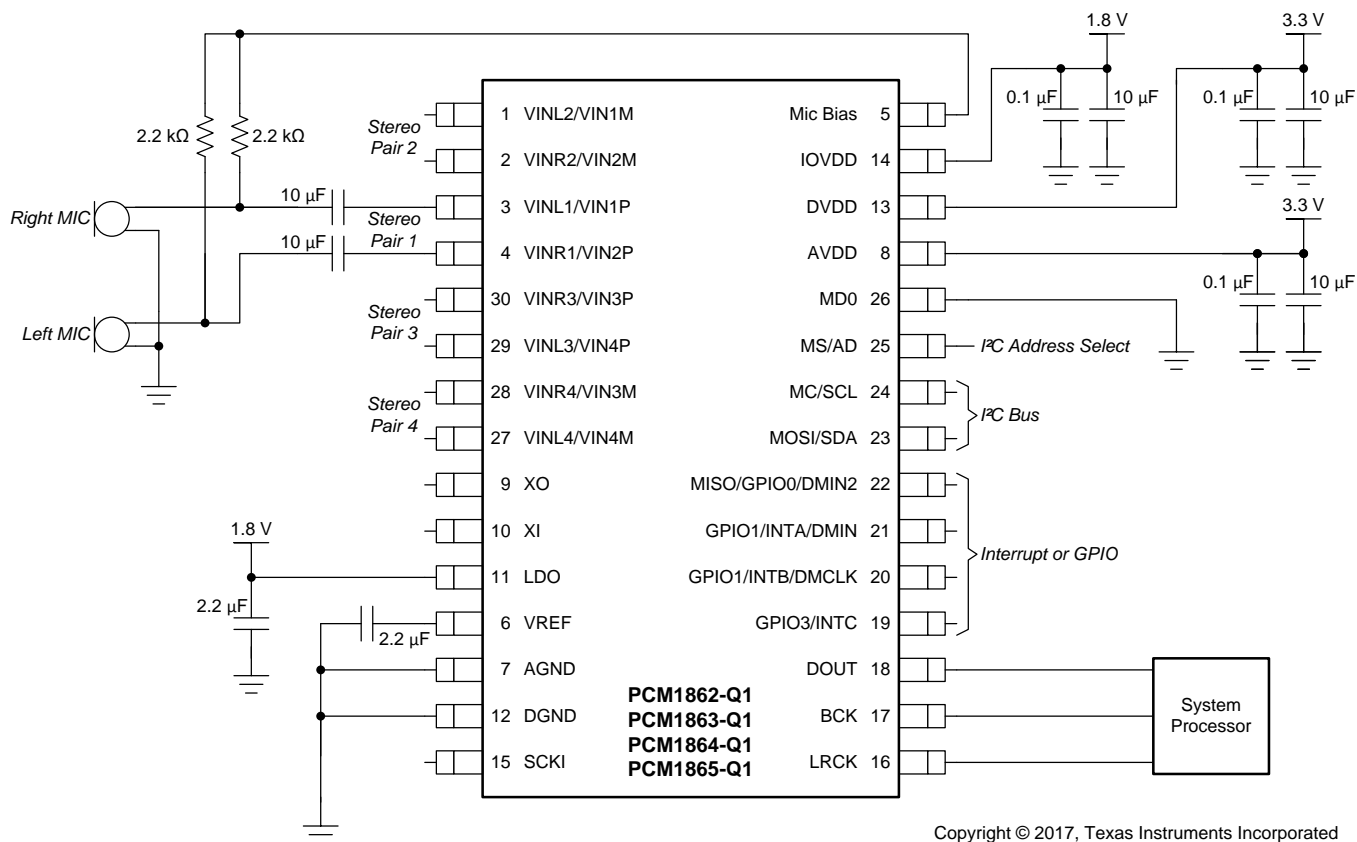 1.8 V
3.3 V
0.1 µF
10 µF
0.1 µF
10 µF
2.2 kΩ
2.2 kΩ
Right MIC
Left MIC
10 µF
10 µF
Stereo
Pair 2
Stereo
Pair 1
Stereo
Pair 3
Stereo
Pair 4
1 VINL2/VIN1M
2 VINR2/VIN2M
3 VINL1/VIN1P
4 VINR1/VIN2P
30 VINR3/VIN3P
29 VINL3/VIN4P
28 VINR4/VIN3M
27 VINL4/VIN4M
9 XO
10 XI
11 LDO
6 VREF
7 AGND
12 DGND
15 SCKI
1.8 V
2.2 µF
2.2 µF
Mic Bias 5
IOVDD 14
DVDD 13
AVDD 8
MD0 26
MS/AD 25
MC/SCL 24
MOSI/SDA 23
MISO/GPIO0/DMIN2 22
GPIO1/INTA/DMIN 21
GPIO1/INTB/DMCLK 20
GPIO3/INTC 19
DOUT 18
BCK 17
LRCK 16
PCM1862-Q1
PCM1863-Q1
PCM1864-Q1
PCM1865-Q1
3.3 V
0.1 µF
10 µF
I²C Address Select
I²C Bus
Interrupt or GPIO
System
Processor
Copyright © 2017, Texas Instruments Incorporated